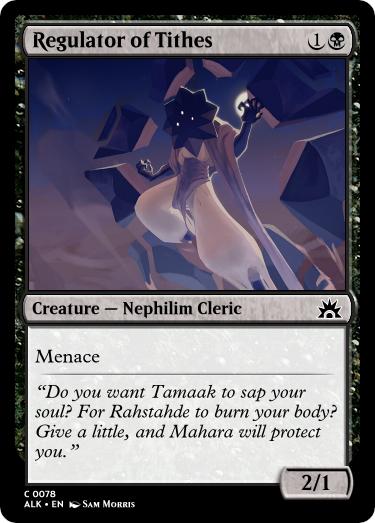 Regulator of Tithes 1
Creature — Nephilim Cleric
Menace
“Do you want Tamaak to sap your
soul? For Rahstahde to burn your body?
Give a little, and Mahara will protect
you.”
2/1
C 0078
ALK • EN Sam Morris